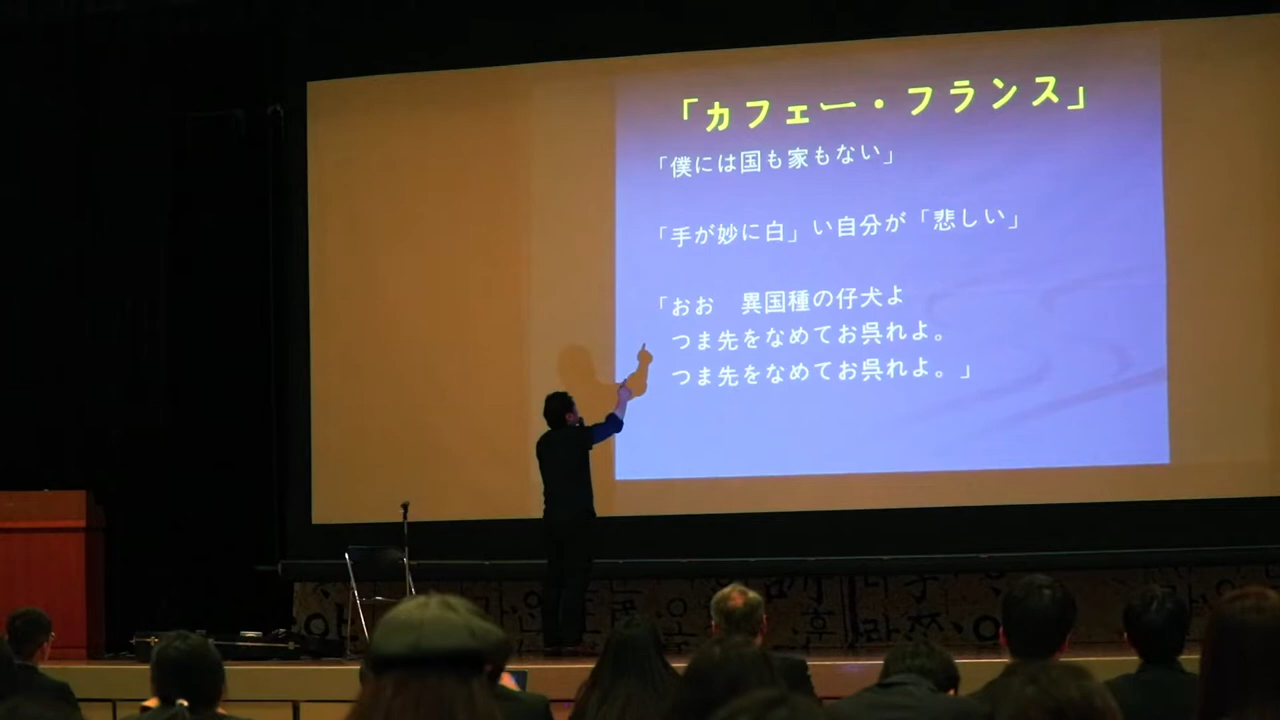 「カフェー・フランス」
「僕には国も家もない」
「手が妙に白」い自分が「悲しい」
「おお　異国種の仔犬よ
つま先をなめてお呉れよ。
つま先をなめてお呉れよ。」